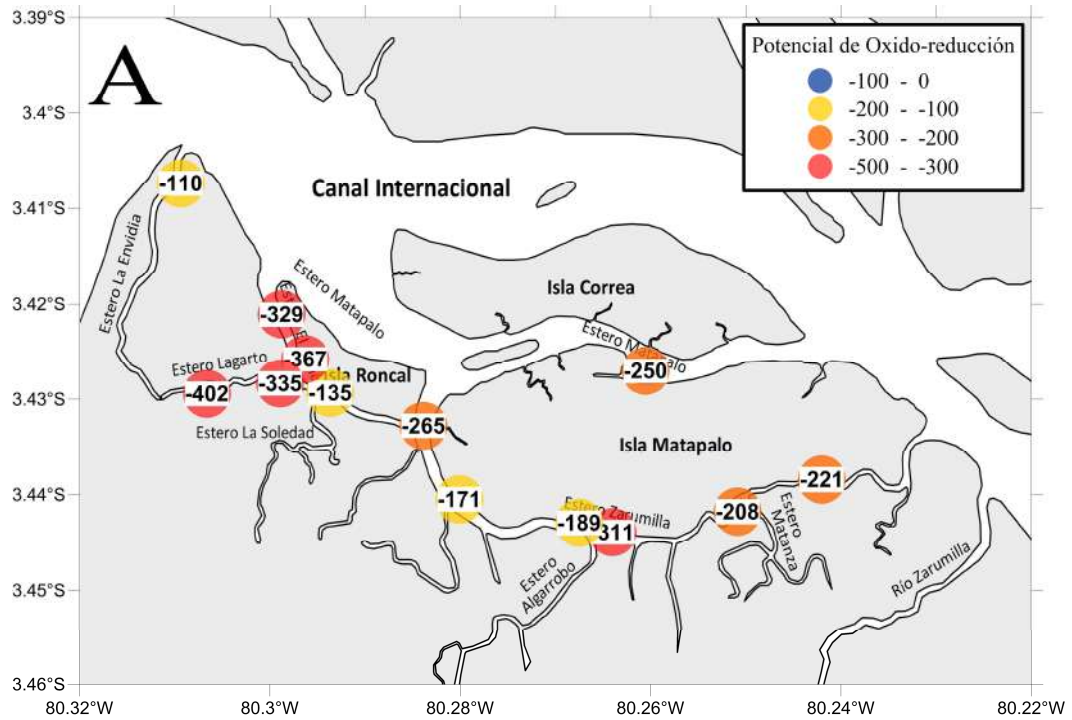 3.39°S
A
Potencial de Oxido-reducción
-100 - 0
-200 - -100
-300 - -200
-500 - -300
3.4°S
-110
Canal Internacional
3.41°S
Estero La Envidia
Estero Matapalo
Isla Correa
3.42°S
-329
Estero Matapalo
-367
Estero Lagarto
Isla Roncal
-250
-402
-335
-135
3.43°S
-265
Estero La Soledad
Isla Matapalo
-221
3.44°S
-171
Estero Zarumilla
-189
311
-208
Estero
Matanza
Estero
Algarrobo
Río Zarumilla
3.45°S
3.46°S
80.32°W
80.3°W
80.28°W
80.26°W
80.24°W
80.22°W